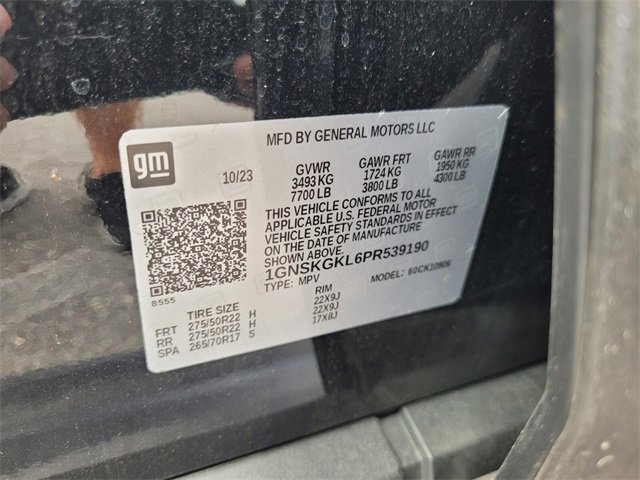 MFD BY GENERAL MOTORS LLC
gm
10/23
GVWR GAWR FRT GAWR RR
3493 KG 1724 KG 1950 KG
7700 LB 3800 LB 4300 LB
THIS VEHICLE CONFORMS TO ALL
APPLICABLE U.S. FEDERAL MOTOR
VEHICLE SAFETY STANDARDS IN EFFECT
ON THE DATE OF MANUFACTURE
SHOWN ABOVE.
1GNSKGKL6PR539190
TYPE: MPV MODEL: 60CK10906
8555
TIRE SIZE RIM
FRT 275/50R22 H 22X9J
RR 275/50R22 H 22X9J
SPA 265/70R17 S 17X8J